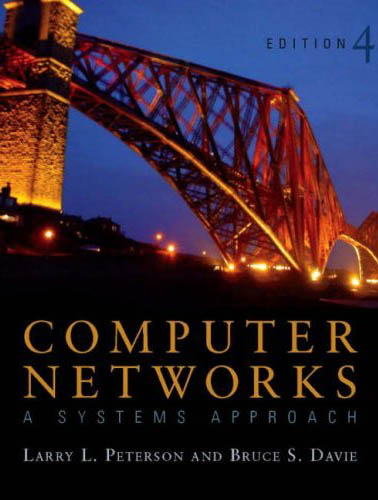 EDITION 4
COMPUTER
NETWORKS
A SYSTEMS APPROACH
LARRY L. PETERSON AND BRUCE S. DAVIE